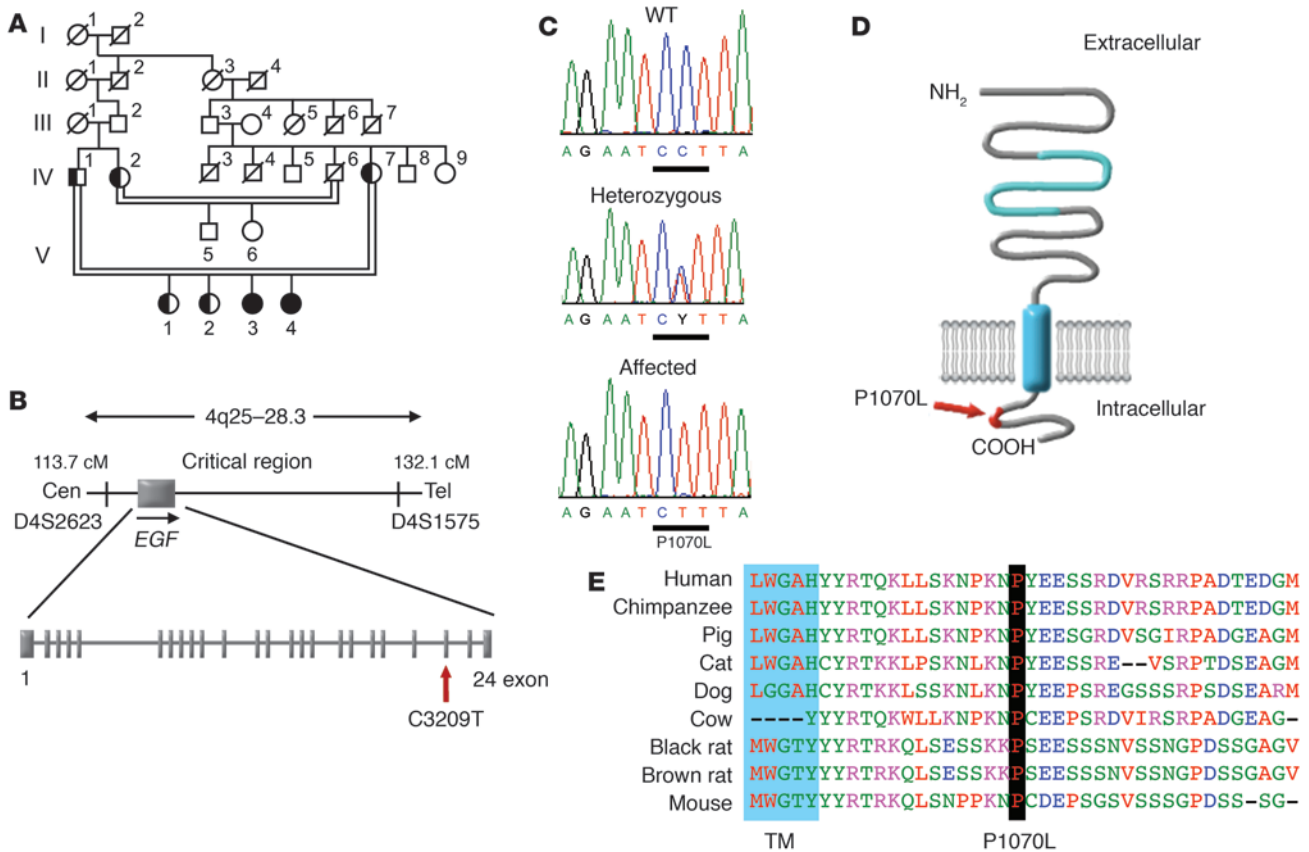 A
I
1
2
II
1
2
3
4
III
1
2
3
4
5
6
7
IV
1
2
3
4
5
6
7
8
9
V
5
6
1
2
3
4
B
4q25–28.3
113.7 cM
Critical region
132.1 cM
Cen
Tel
D4S2623
EGF
D4S1575
1
24 exon
C3209T
C
WT
A G A A T C C T T A
Heterozygous
A G A A T C Y T T A
Affected
A G A A T C T T T A
P1070L
D
Extracellular
NH2
P1070L
Intracellular
COOH
E
Human LWGAHYYRTQKLLSKNPKNPYEESSRDVRSRRPADTEDGM
Chimpanzee LWGAHYYRTQKLLSKNPKNPYEESSRDVRSRRPADTEDGM
Pig LWGAHYYRTQKLLSKNPKNPYEESGRDVSGIRPADGEAGM
Cat LWGAHCYRTKKLPSKNLKNPYEESSRE--VSRPTDSEAGM
Dog LGGAHCYRTKKLSSKNLKNPYEEPSREGSSSRPSDSEARM
Cow ----YYYRTQKWLLKNPKNPCEEPSRDVIRSRPADGEAG-
Black rat MWGTYYYRTRKQLSESSKKPSEESSSNVSSNGPDSSGAGV
Brown rat MWGTYYYRTRKQLSESSKKPSEESSSNVSSNGPDSSGAGV
Mouse MWGTYYYRTRKQLSNPPKNPCDEPSGSVSSSGPDSS-SG-
TM
P1070L